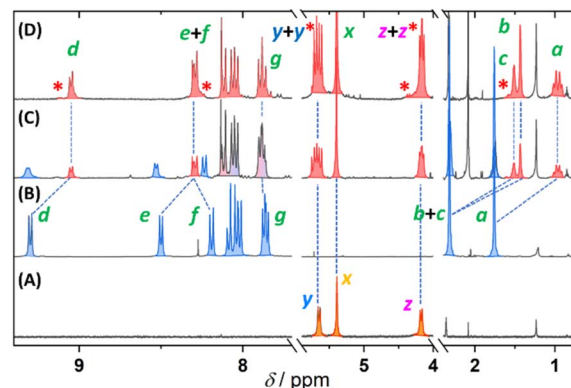 (D) d * e+f * y+y* x z+z* * b c * a
g
(C)
(B) d e f g b+c a
(A) y x z
9 8 5 4 2 1
δ / ppm